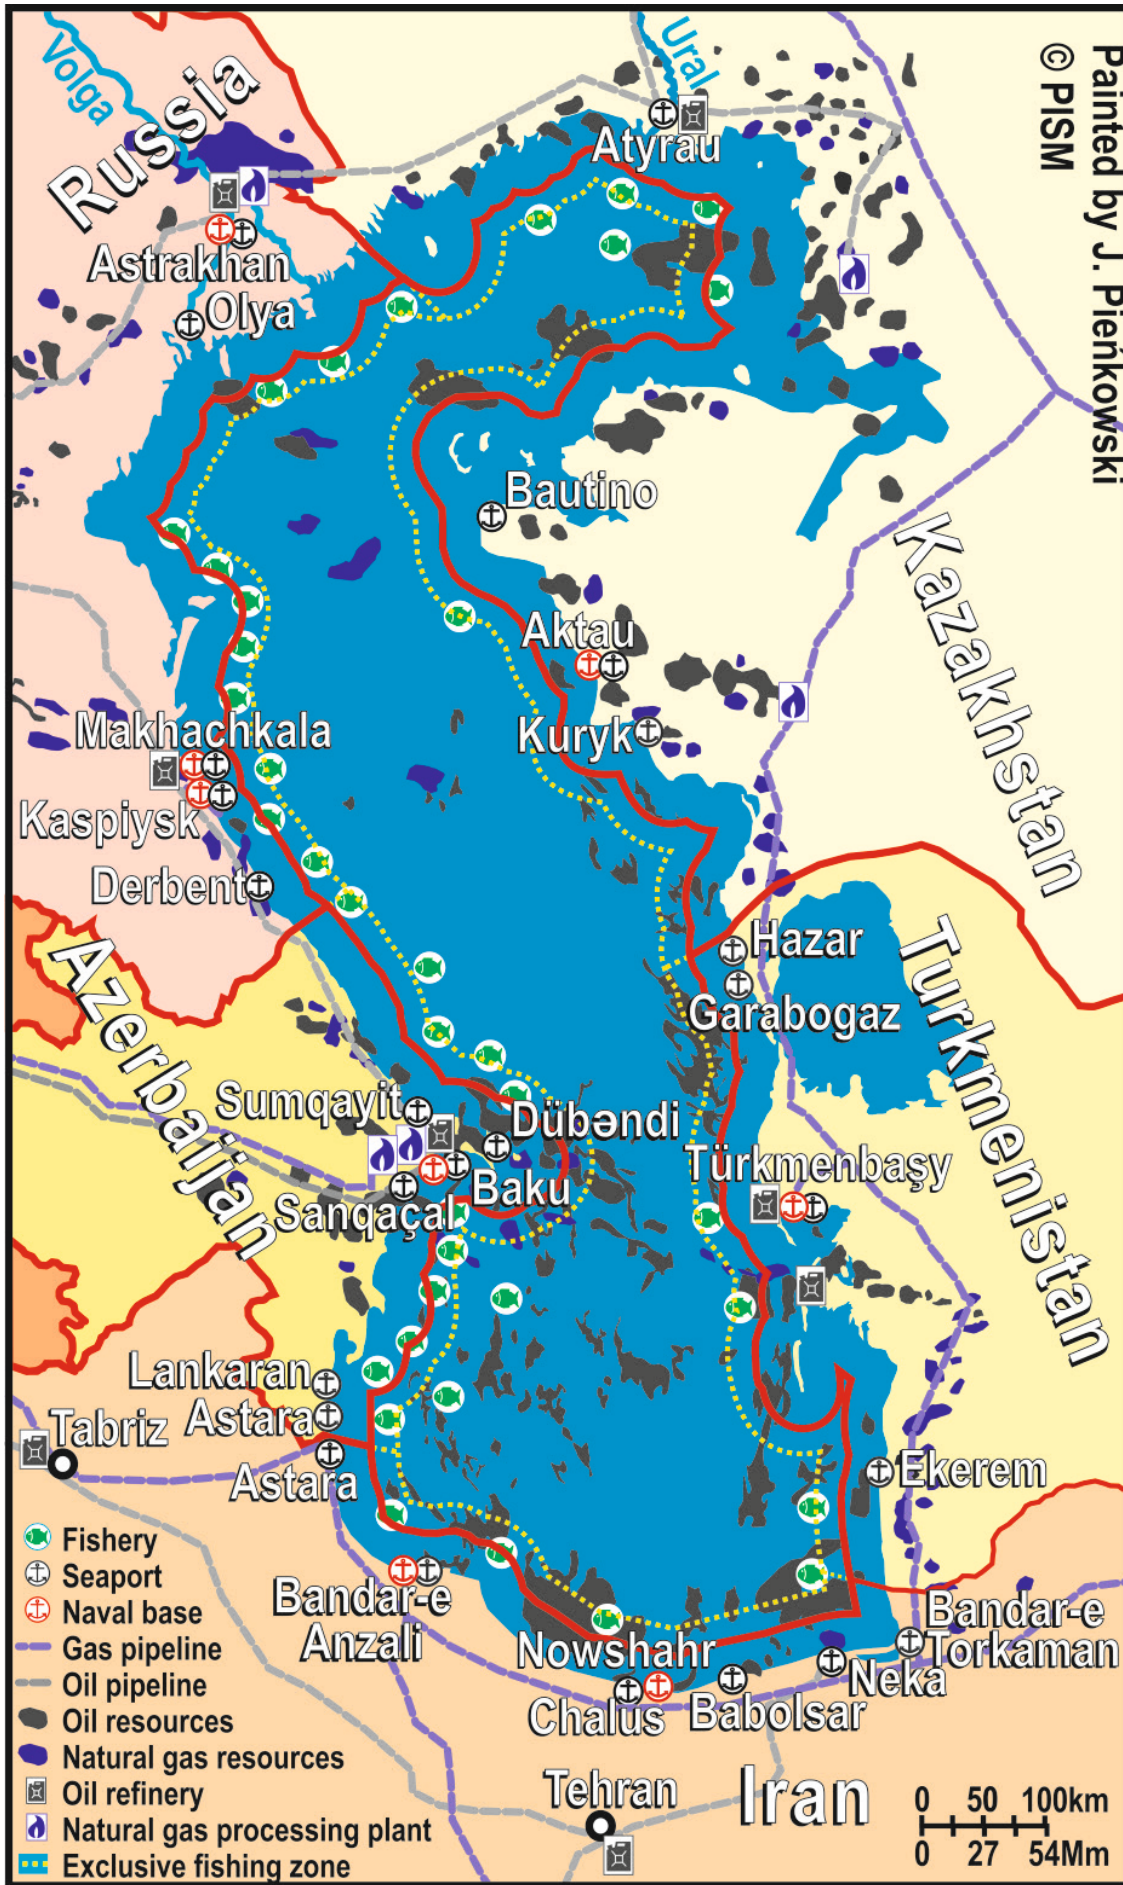 Painted by J. Pieńkowski
© PISM
Volga
Ural
Russia
Atyrau
Astrakhan
Olya
Bautino
Kazakhstan
Aktau
Makhachkala
Kuryk
Kaspiysk
Derbent
Hazar
Garabogaz
Turkmenistan
Azerbaijan
Sumqayit
Dübəndi
Türkmenbaşy
Baku
Sanqaçal
Lankaran
Astara
Tabriz
Astara
Ekerem
Bandar-e
Anzali
Nowshahr
Chalus
Babolsar
Neka
Bandar-e
Torkaman
Tehran
Iran
Fishery
Seaport
Naval base
Gas pipeline
Oil pipeline
Oil resources
Natural gas resources
Oil refinery
Natural gas processing plant
Exclusive fishing zone
0 50 100km
0 27 54Mm